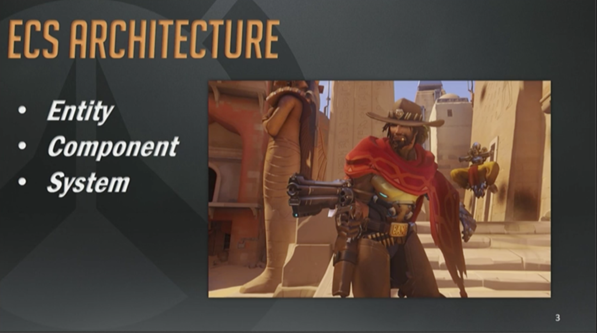 ECS ARCHITECTURE
• Entity
• Component
• System
3